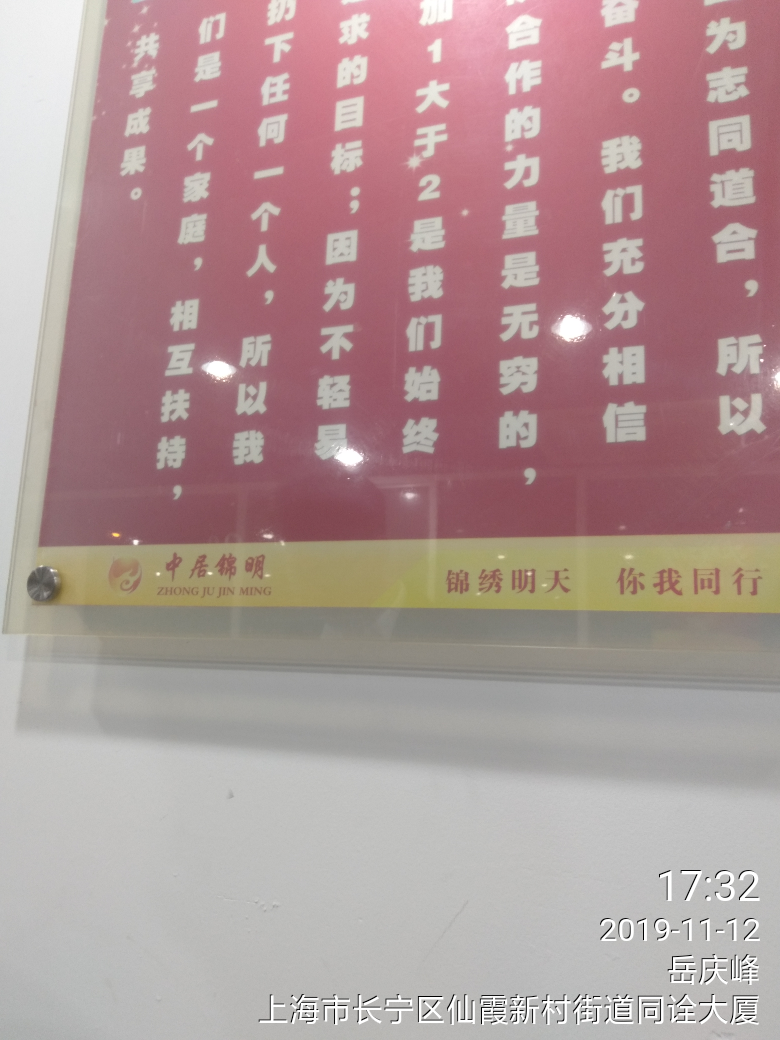 为志同道合，所以
奋斗。我们充分相信
合作的力量是无穷的，
加1大于2是我们始终
求的目标；因为不轻易
扔下任何一个人，所以我
们是一个家庭，相互扶持，
共享成果。
中居锦明
ZHONG JU JIN MING
锦绣明天 你我同行
17:32
2019-11-12
岳庆峰
上海市长宁区仙霞新村街道同诠大厦